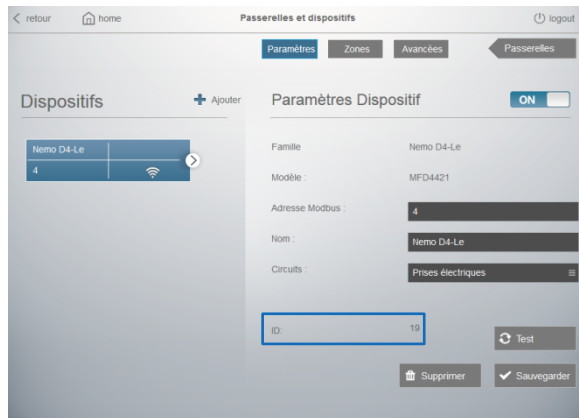 retour
home
Passerelles et dispositifs
logout
Paramètres
Zones
Avancées
Passerelles
Dispositifs
Ajouter
Paramètres Dispositif
ON
Nemo D4-Le
4
Famille
Nemo D4-Le
Modèle :
MFD4421
Adresse Modbus :
4
Nom :
Nemo D4-Le
Circuits :
Prises électriques
ID:
19
Test
Supprimer
Sauvegarder